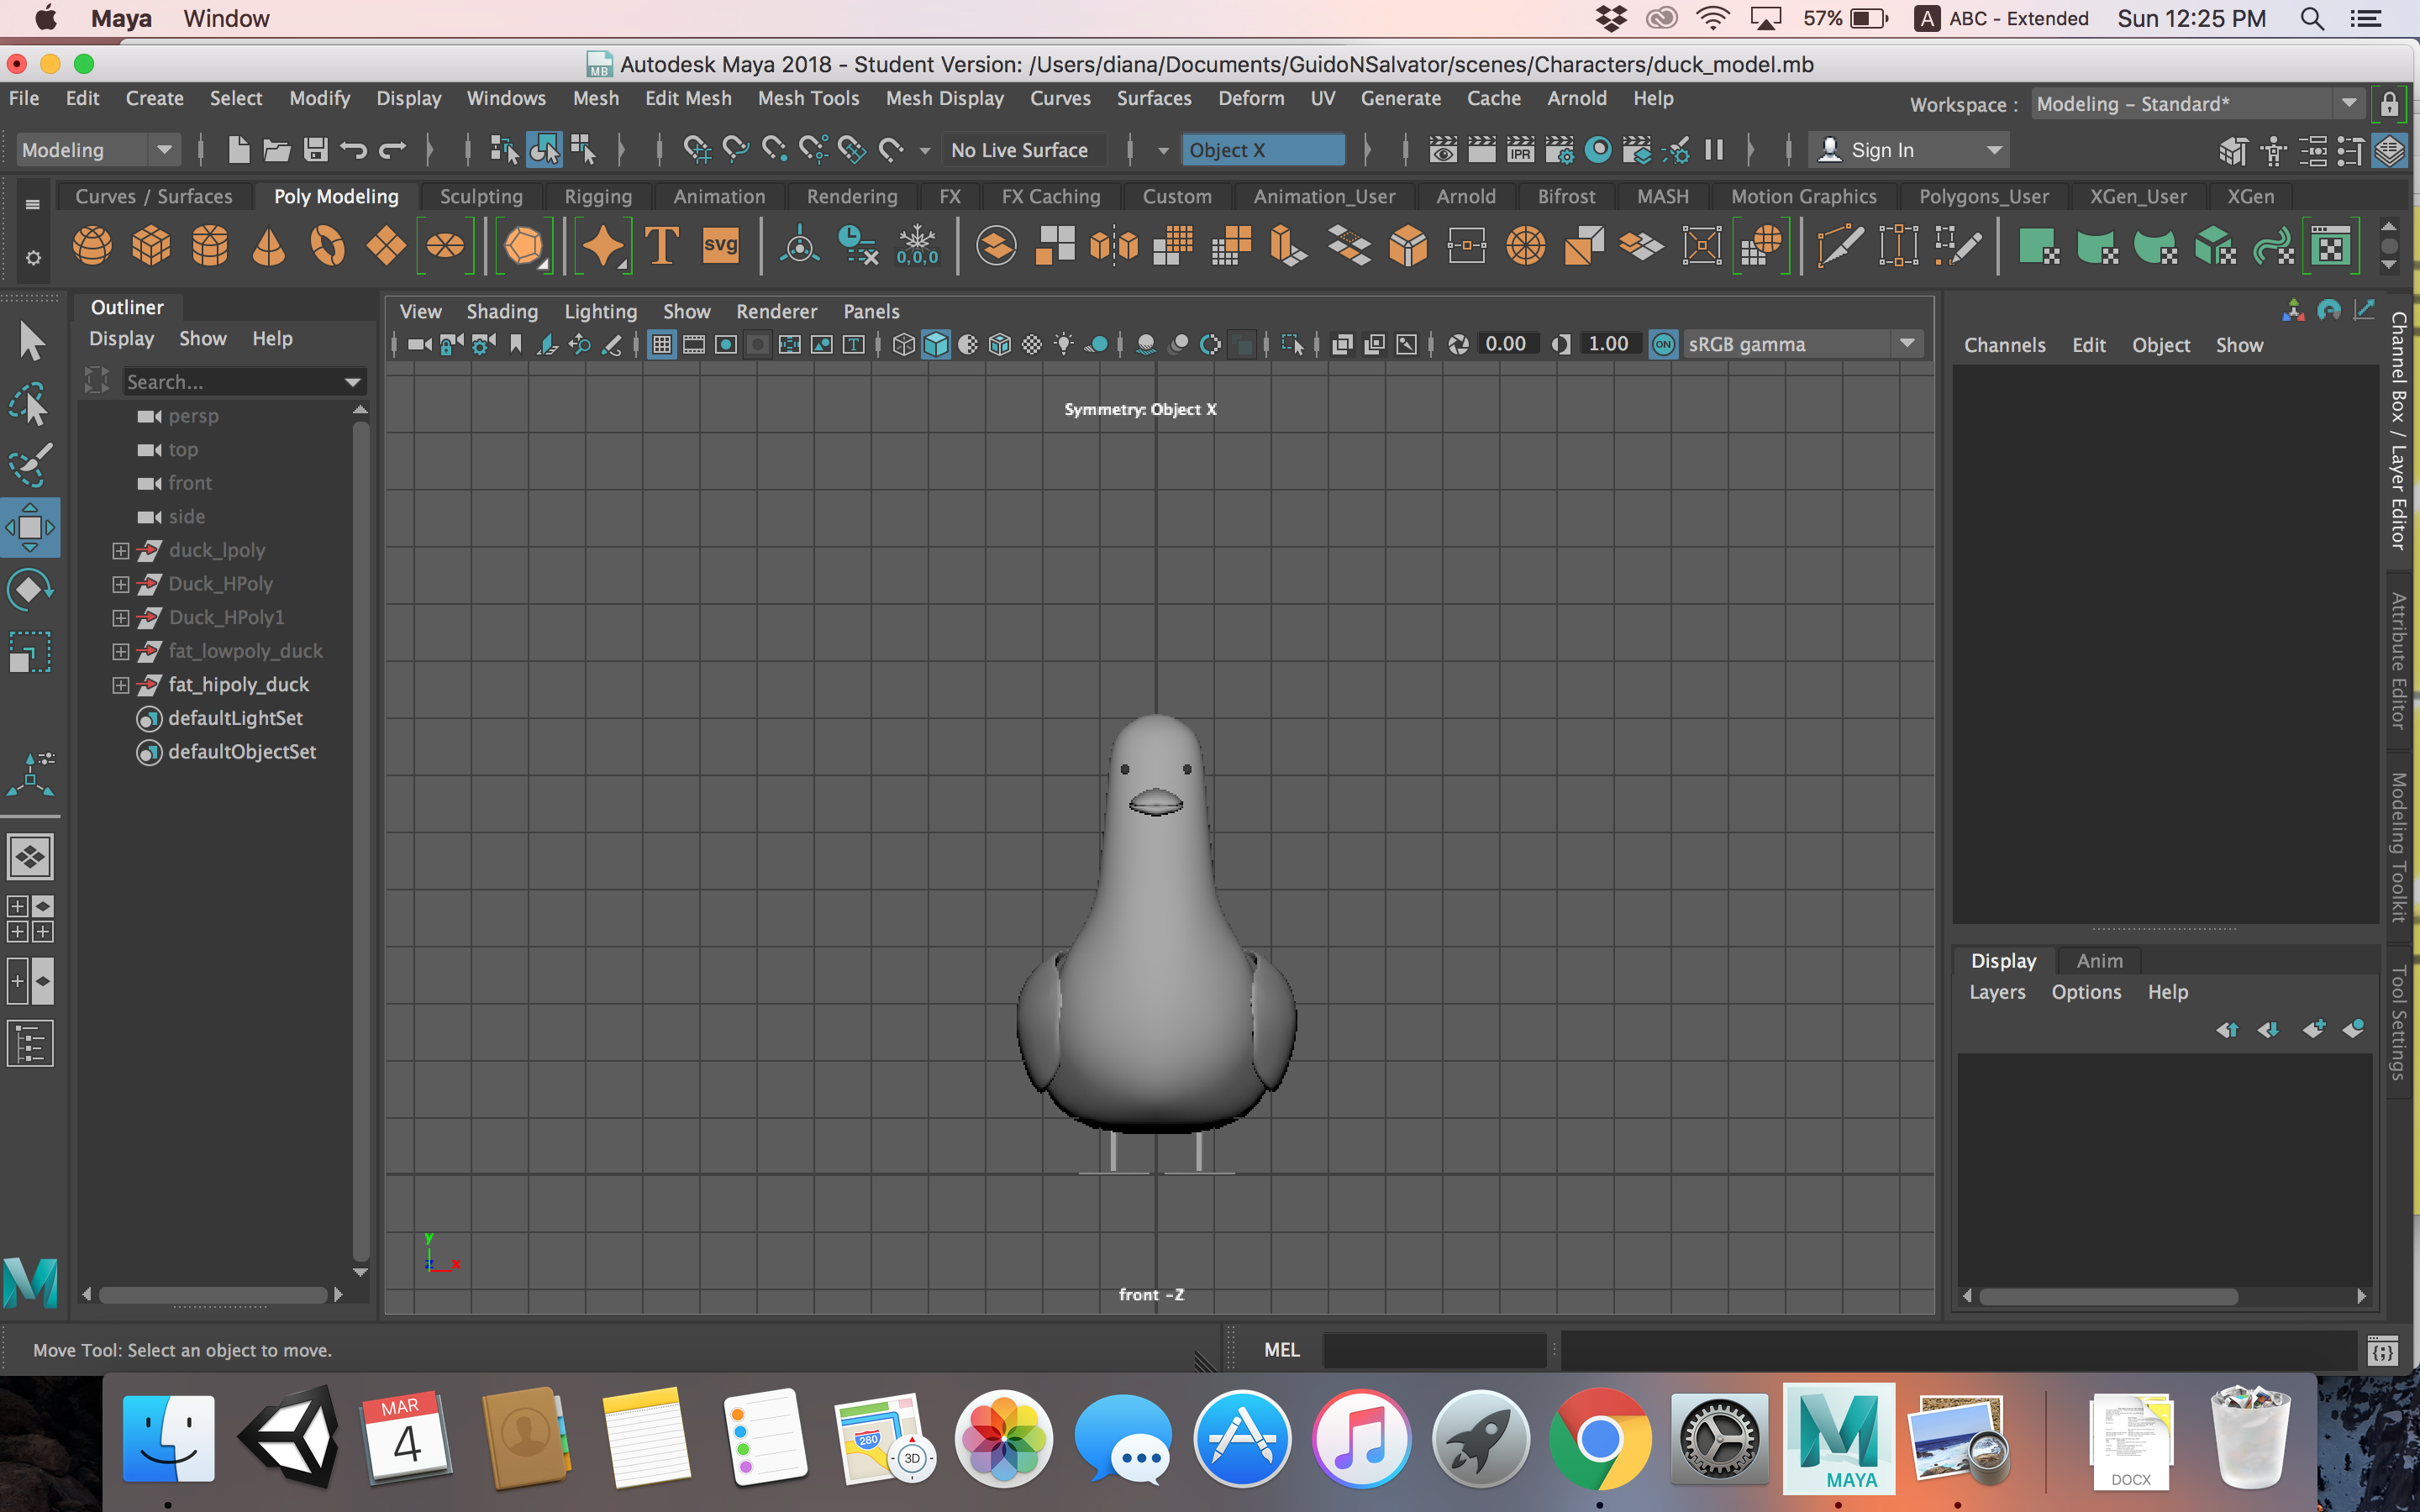 Maya Window 57% A ABC - Extended Sun 12:25 PM
MB Autodesk Maya 2018 - Student Version: /Users/diana/Documents/GuidoNSalvator/scenes/Characters/duck_model.mb
File Edit Create Select Modify Display Windows Mesh Edit Mesh Mesh Tools Mesh Display Curves Surfaces Deform UV Generate Cache Arnold Help Workspace : Modeling - Standard*
Modeling No Live Surface Object X IPR Sign In
Curves / Surfaces Poly Modeling Sculpting Rigging Animation Rendering FX FX Caching Custom Animation_User Arnold Bifrost MASH Motion Graphics Polygons_User XGen_User XGen
T svg 0,0,0
Outliner
Display Show Help
Search...
persp
top
front
side
duck_lpoly
Duck_HPoly
Duck_HPoly1
fat_lowpoly_duck
fat_hipoly_duck
defaultLightSet
defaultObjectSet
View Shading Lighting Show Renderer Panels
T 0.00 1.00 ON sRGB gamma
Symmetry: Object X
y
z x
front -Z
Channels Edit Object Show
Display Anim
Layers Options Help
Channel Box / Layer Editor
Attribute Editor
Modeling Toolkit
Tool Settings
Move Tool: Select an object to move. MEL
MAR
4
280
3D
MAYA
DOCX